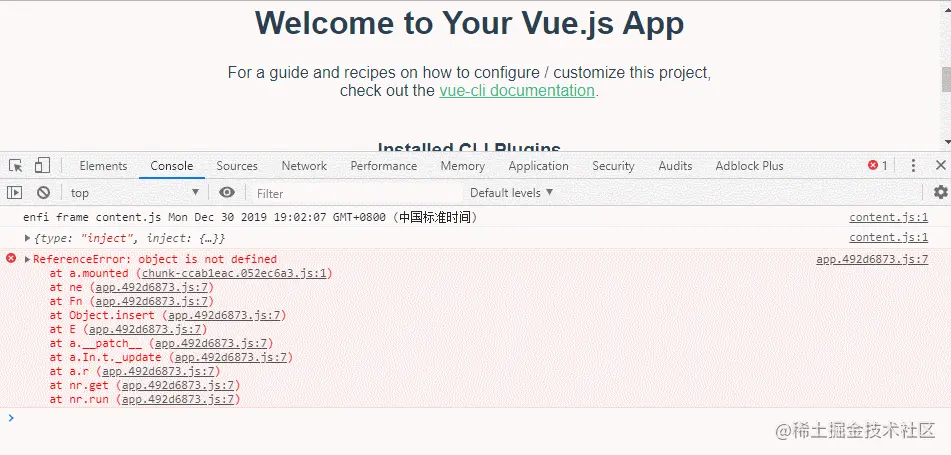 Welcome to Your Vue.js App
For a guide and recipes on how to configure / customize this project,
check out the vue-cli documentation.
Installed CLI Plugins
Elements Console Sources Network Performance Memory Application Security Audits Adblock Plus 1
top Filter Default levels
enfi frame content.js Mon Dec 30 2019 19:02:07 GMT+0800 (中国标准时间) content.js:1
{type: "inject", inject: {…}} content.js:1
ReferenceError: object is not defined app.492d6873.js:7
at a.mounted (chunk-ccab1eac.052ec6a3.js:1)
at ne (app.492d6873.js:7)
at Fn (app.492d6873.js:7)
at Object.insert (app.492d6873.js:7)
at E (app.492d6873.js:7)
at a.__patch__ (app.492d6873.js:7)
at a.In.t._update (app.492d6873.js:7)
at a.r (app.492d6873.js:7)
at nr.get (app.492d6873.js:7)
at nr.run (app.492d6873.js:7)
@稀土掘金技术社区